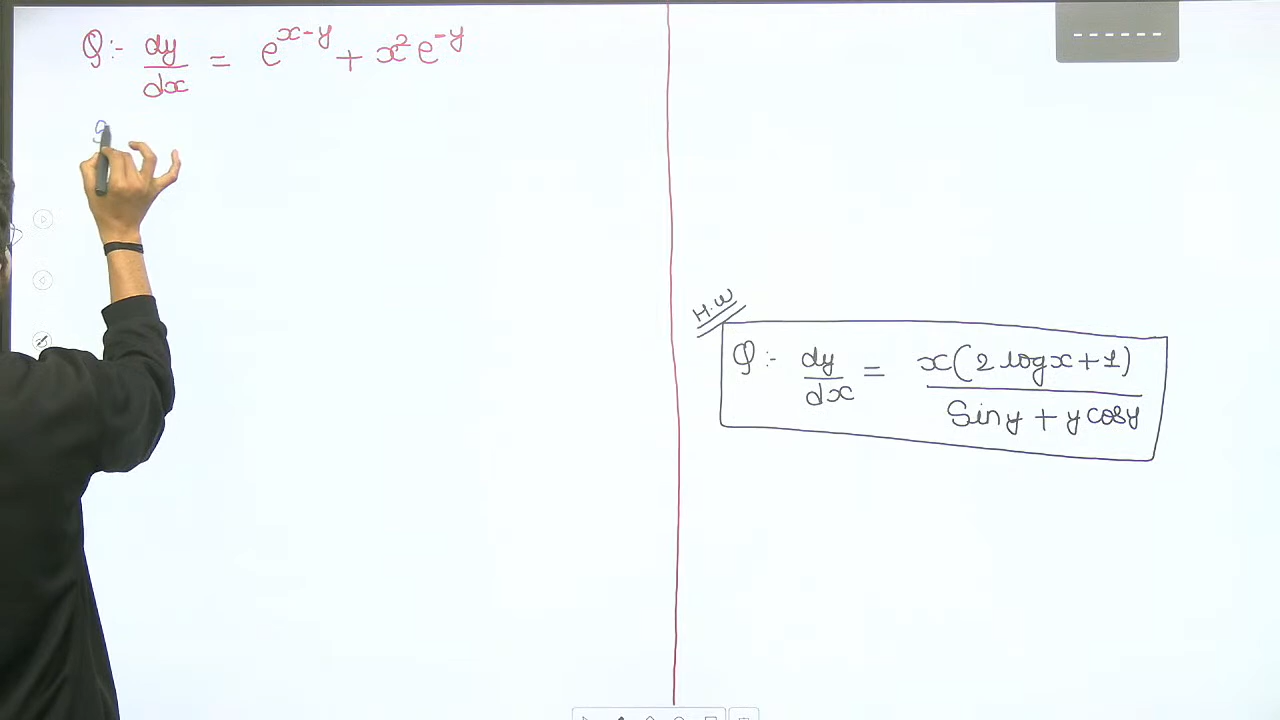 Q:- dy/dx = e^{x-y} + x²e^{-y}
H.W
Q:- dy/dx = x(2 logx+1) / Siny + y cosy